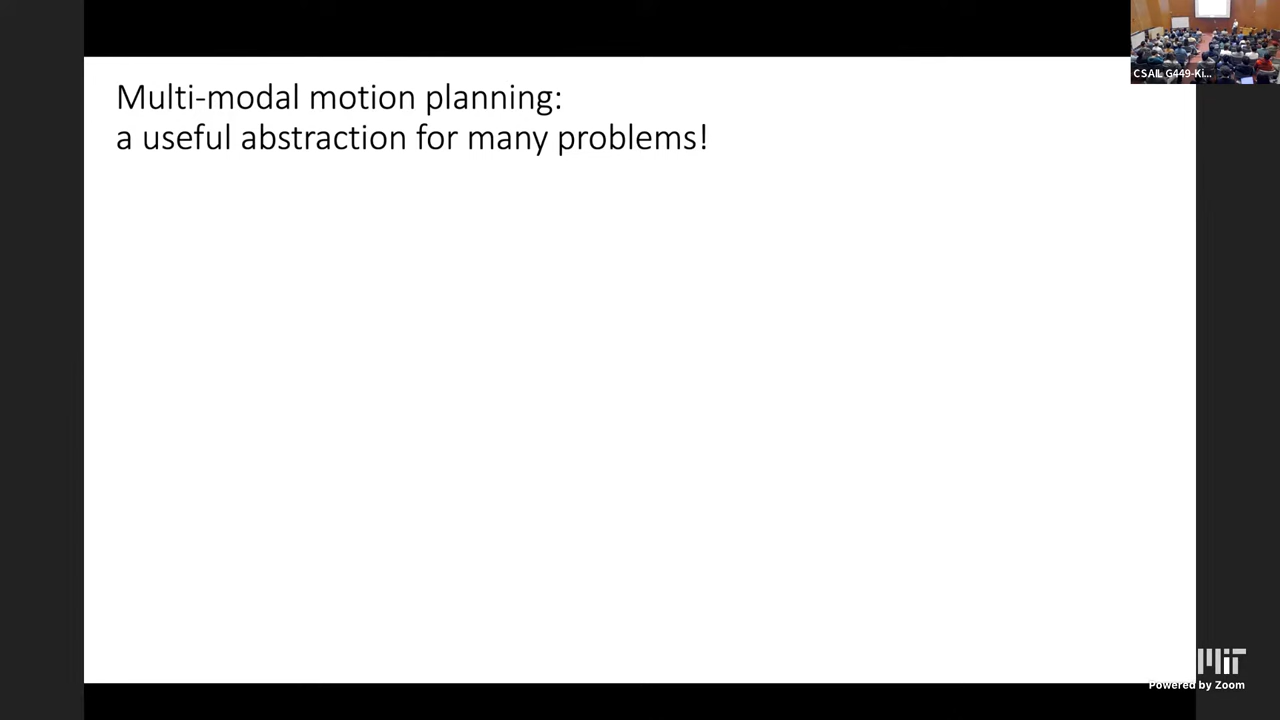 Multi-modal motion planning:
a useful abstraction for many problems!
CSAIL G449-Ki...
MIT
Powered by Zoom